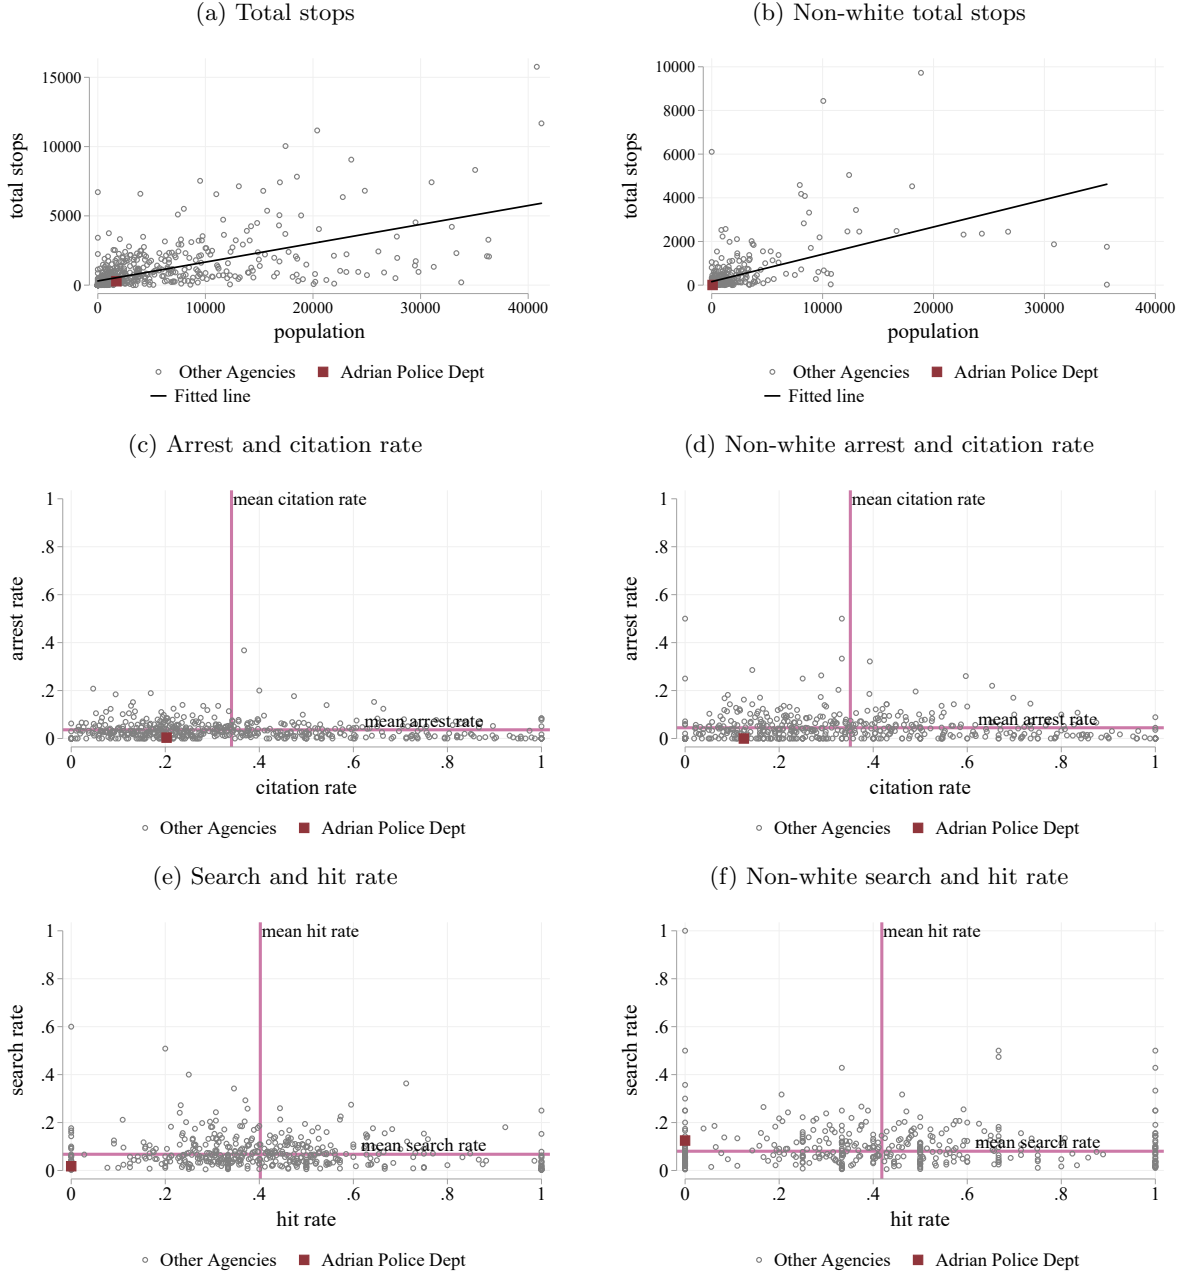 (a) Total stops
15000
10000
5000
0
total stops
0 10000 20000 30000 40000
population
Other Agencies Adrian Police Dept
Fitted line
(b) Non-white total stops
10000
8000
6000
4000
2000
0
total stops
0 10000 20000 30000 40000
population
Other Agencies Adrian Police Dept
Fitted line
(c) Arrest and citation rate
mean citation rate
1
.8
.6
.4
.2
0
arrest rate
mean arrest rate
0 .2 .4 .6 .8 1
citation rate
Other Agencies Adrian Police Dept
(d) Non-white arrest and citation rate
mean citation rate
1
.8
.6
.4
.2
0
arrest rate
mean arrest rate
0 .2 .4 .6 .8 1
citation rate
Other Agencies Adrian Police Dept
(e) Search and hit rate
mean hit rate
1
.8
.6
.4
.2
0
search rate
mean search rate
0 .2 .4 .6 .8 1
hit rate
Other Agencies Adrian Police Dept
(f) Non-white search and hit rate
mean hit rate
1
.8
.6
.4
.2
0
search rate
mean search rate
0 .2 .4 .6 .8 1
hit rate
Other Agencies Adrian Police Dept